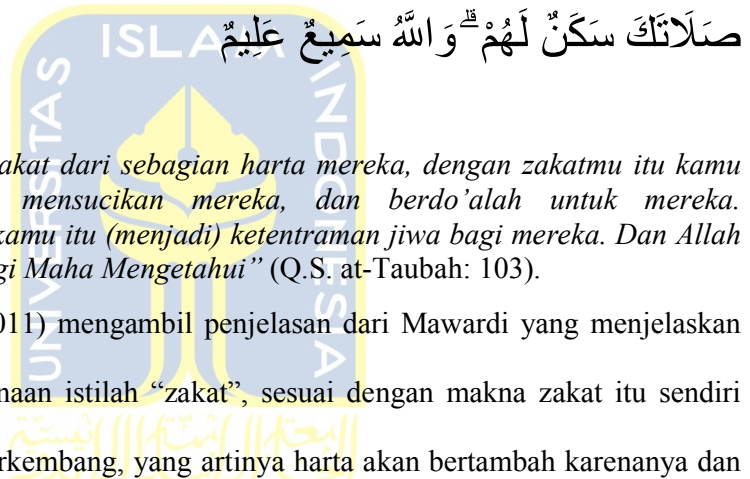 صَلَاتَكَ سَكَنٌ لَهُمْ ۗ وَاللَّهُ سَمِيعٌ عَلِيمٌ
UNIVERSITAS ISLAM INDONESIA
akat dari sebagian harta mereka, dengan zakatmu itu kamu
mensucikan mereka, dan berdo’alah untuk mereka.
kamu itu (menjadi) ketentraman jiwa bagi mereka. Dan Allah
gi Maha Mengetahui” (Q.S. at-Taubah: 103).
011) mengambil penjelasan dari Mawardi yang menjelaskan
naan istilah “zakat”, sesuai dengan makna zakat itu sendiri
rkembang, yang artinya harta akan bertambah karenanya dan